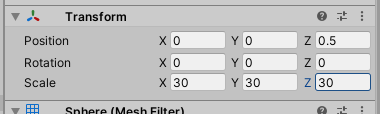 Transform
Position X 0 Y 0 Z 0.5
Rotation X 0 Y 0 Z 0
Scale X 30 Y 30 Z 30
Sphere (Mesh Filter)